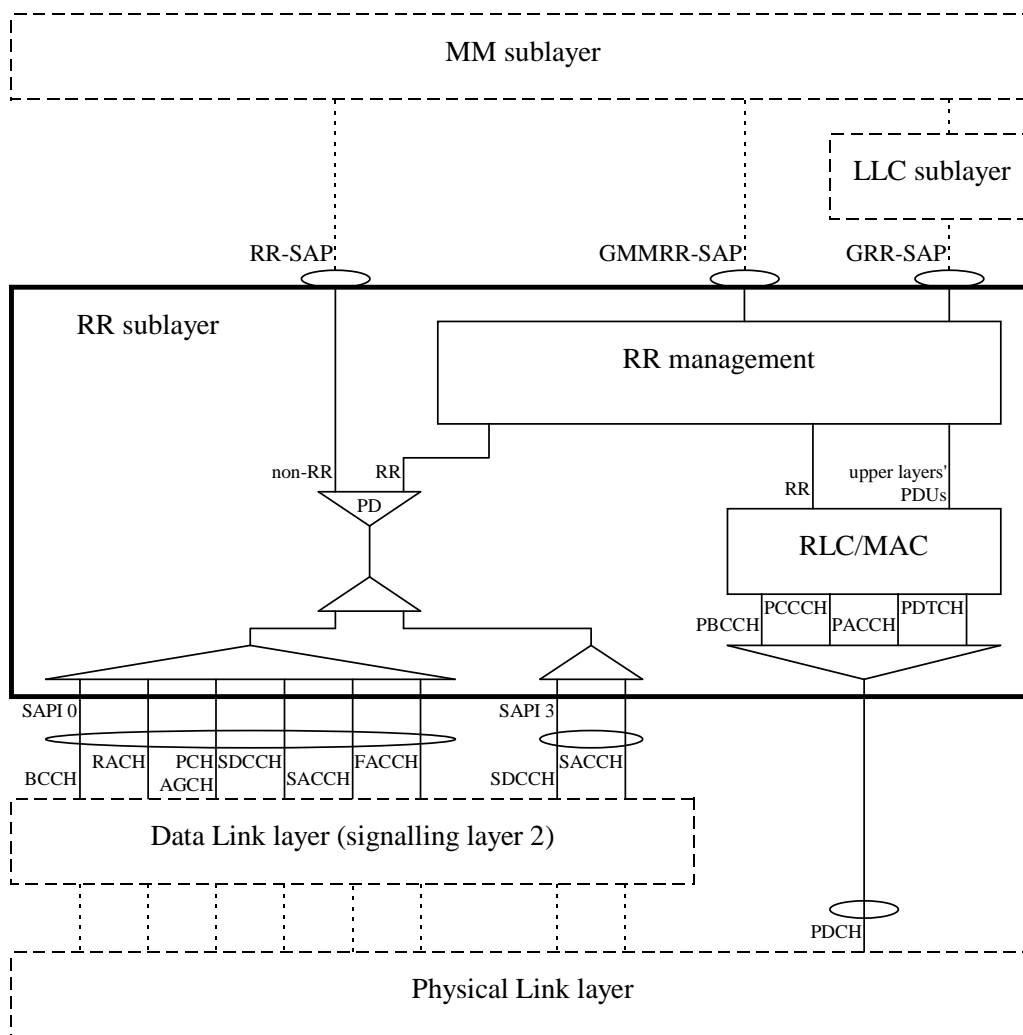 MM sublayer
LLC sublayer
RR-SAP
GMMRR-SAP
GRR-SAP
RR sublayer
RR management
non-RR
RR
PD
RR
upper layers'
PDUs
RLC/MAC
PBCCH
PCCCH
PACCH
PDTCH
SAPI 0
SAPI 3
BCCH
RACH
PCH
AGCH
SDCCH
SACCH
FACCH
SDCCH
SACCH
Data Link layer (signalling layer 2)
PDCH
Physical Link layer